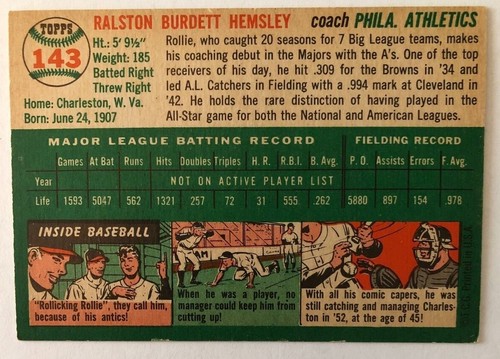 TOPPS
143
RALSTON BURDETT HEMSLEY coach PHILA. ATHLETICS
Ht.: 5' 9½"
Weight: 185
Batted Right
Threw Right
Home: Charleston, W. Va.
Born: June 24, 1907
Rollie, who caught 20 seasons for 7 Big League teams, makes
his coaching debut in the Majors with the A's. One of the top
receivers of his day, he hit .309 for the Browns in '34 and
led A.L. Catchers in Fielding with a .994 mark at Cleveland in
'42. He holds the rare distinction of having played in the
All-Star game for both the National and American Leagues.
MAJOR LEAGUE BATTING RECORD FIELDING RECORD
Games At Bat Runs Hits Doubles Triples H.R. R.B.I. B. Avg. P.O. Assists Errors F. Avg.
Year NOT ON ACTIVE PLAYER LIST
Life 1593 5047 562 1321 257 72 31 555 .262 5880 897 154 .978
INSIDE BASEBALL
"Rollicking Rollie", they call him,
because of his antics!
AM
When he was a player, no
manager could keep him from
cutting up!
With all his comic capers, he was
still catching and managing Charles-
ton in '52, at the age of 45!
T.C.G. Printed in U.S.A.